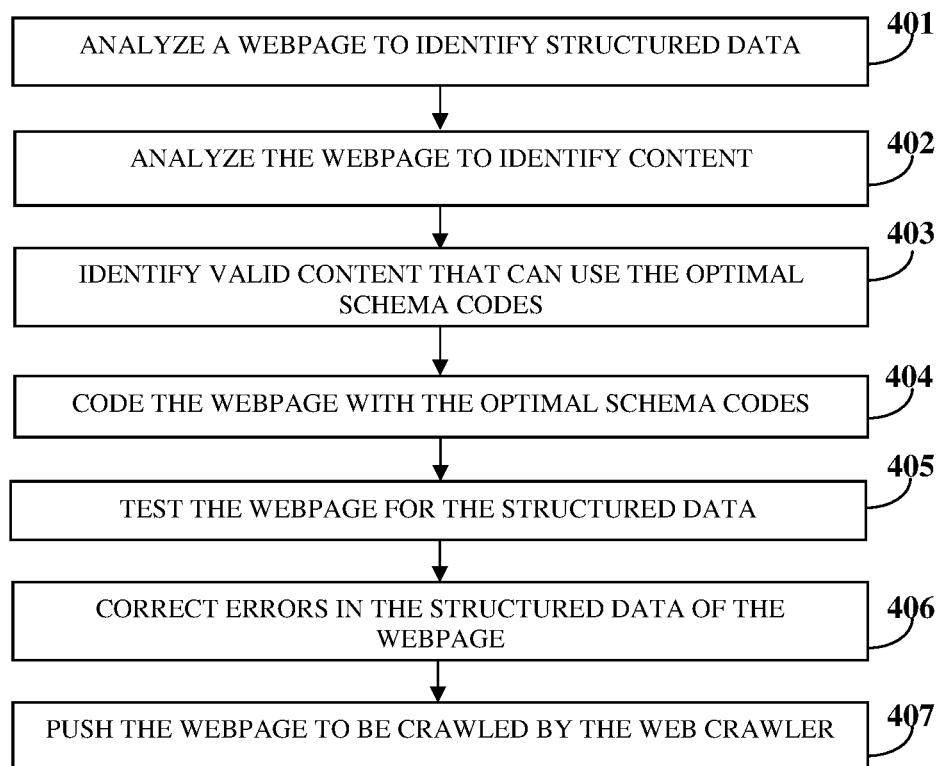 401
ANALYZE A WEBPAGE TO IDENTIFY STRUCTURED DATA
402
ANALYZE THE WEBPAGE TO IDENTIFY CONTENT
403
IDENTIFY VALID CONTENT THAT CAN USE THE OPTIMAL
SCHEMA CODES
404
CODE THE WEBPAGE WITH THE OPTIMAL SCHEMA CODES
405
TEST THE WEBPAGE FOR THE STRUCTURED DATA
406
CORRECT ERRORS IN THE STRUCTURED DATA OF THE
WEBPAGE
407
PUSH THE WEBPAGE TO BE CRAWLED BY THE WEB CRAWLER